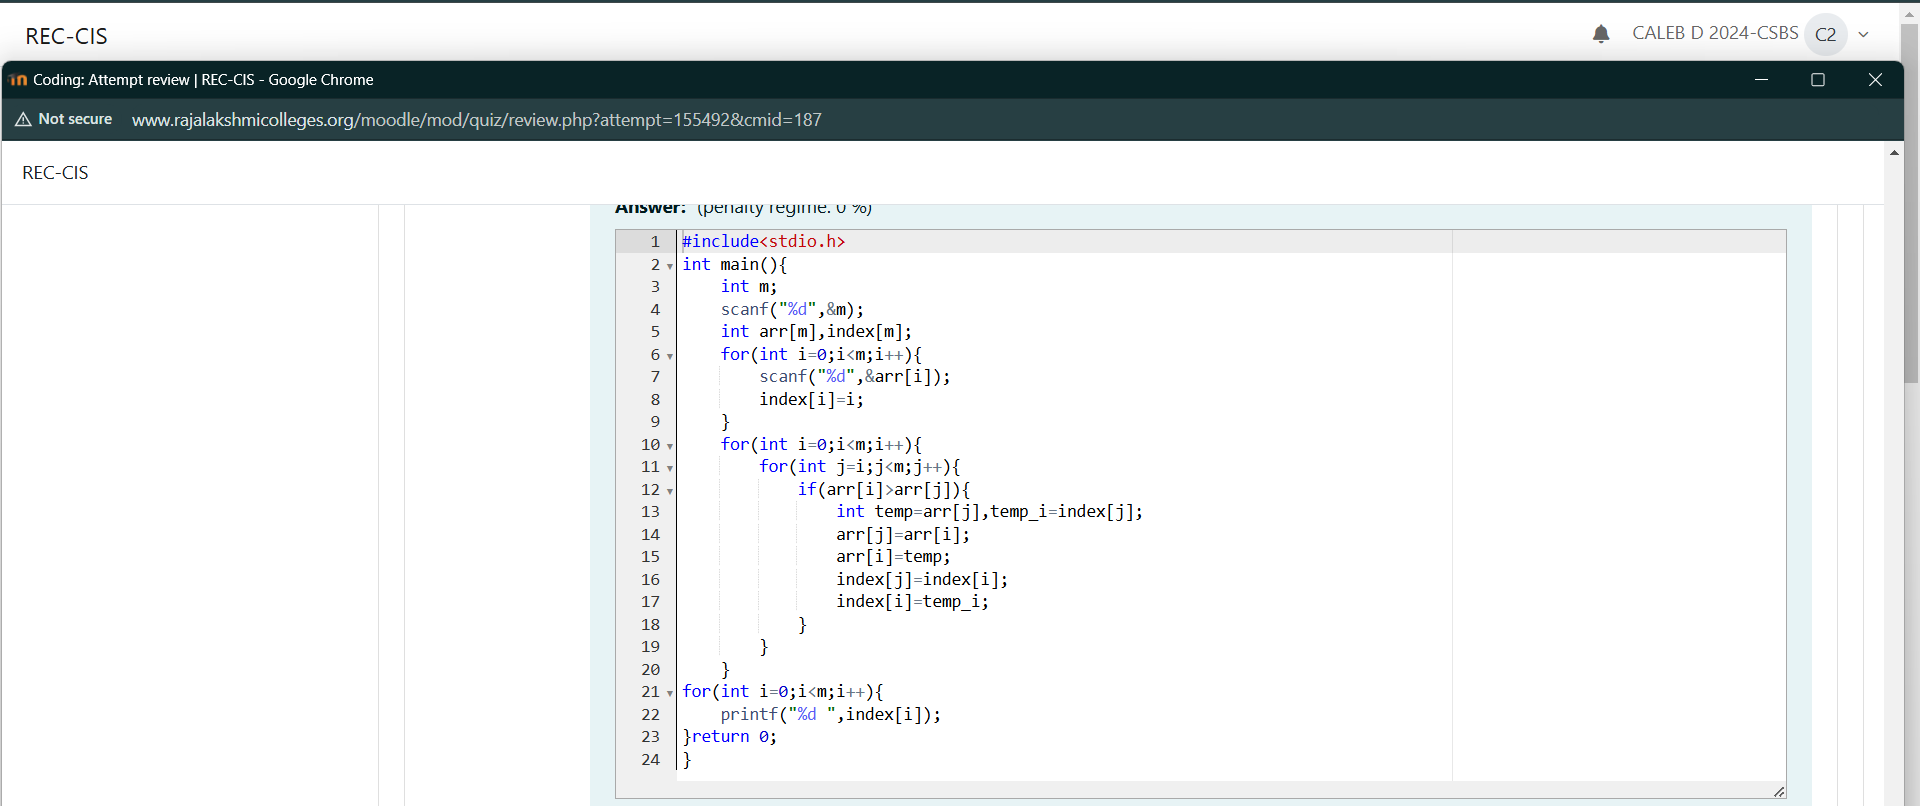 REC-CIS
CALEB D 2024-CSBS C2
Coding: Attempt review | REC-CIS - Google Chrome
Not secure www.rajalakshmicolleges.org/moodle/mod/quiz/review.php?attempt=155492&cmid=187
REC-CIS
Answer: (penalty regime: 0 %)
1 #include<stdio.h>
2 int main(){
3 int m;
4 scanf("%d",&m);
5 int arr[m],index[m];
6 for(int i=0;i<m;i++){
7 scanf("%d",&arr[i]);
8 index[i]=i;
9 }
10 for(int i=0;i<m;i++){
11 for(int j=i;j<m;j++){
12 if(arr[i]>arr[j]){
13 int temp=arr[j],temp_i=index[j];
14 arr[j]=arr[i];
15 arr[i]=temp;
16 index[j]=index[i];
17 index[i]=temp_i;
18 }
19 }
20 }
21 for(int i=0;i<m;i++){
22 printf("%d ",index[i]);
23 }return 0;
24 }